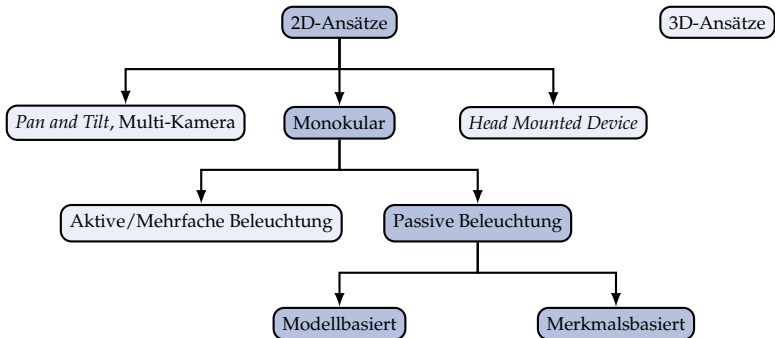 2D-Ansätze
3D-Ansätze
Pan and Tilt, Multi-Kamera
Monokular
Head Mounted Device
Aktive/Mehrfache Beleuchtung
Passive Beleuchtung
Modellbasiert
Merkmalsbasiert